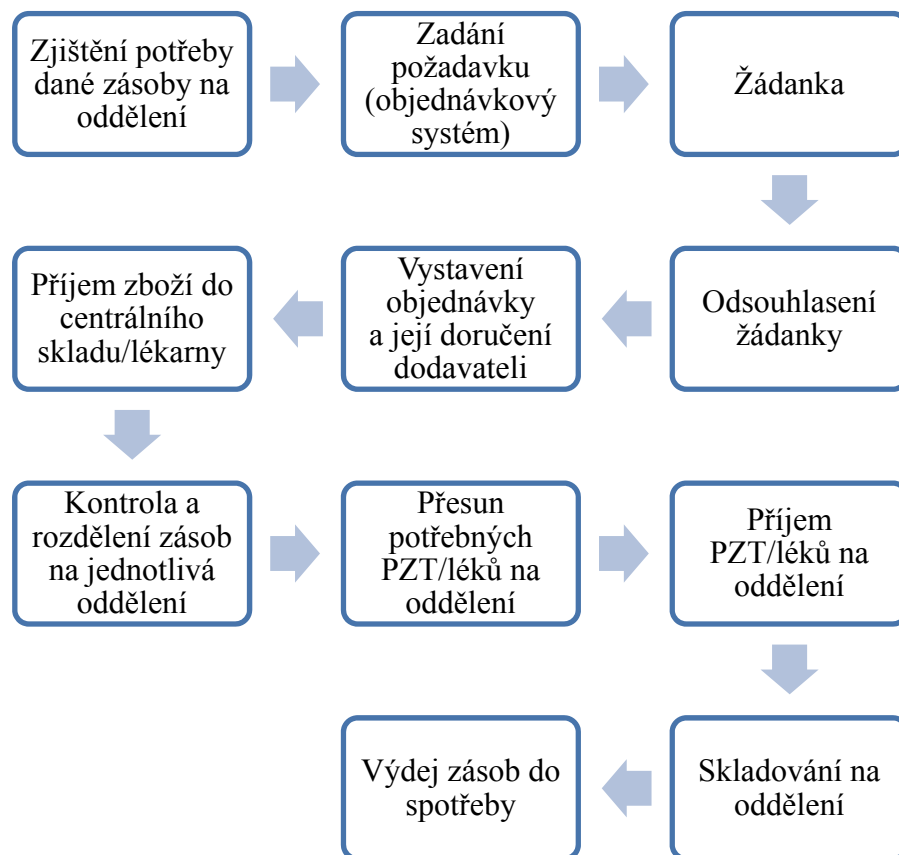 Zjištění potřeby
dané zásoby na
oddělení
Zadání
požadavku
(objednávkový
systém)
Žádanka
Odsouhlasení
žádanky
Vystavení
objednávky
a její doručení
dodavateli
Příjem zboží do
centrálního
skladu/lékarny
Kontrola a
rozdělení zásob
na jednotlivá
oddělení
Přesun
potřebných
PZT/léků na
oddělení
Příjem
PZT/léků na
oddělení
Skladování na
oddělení
Výdej zásob do
spotřeby